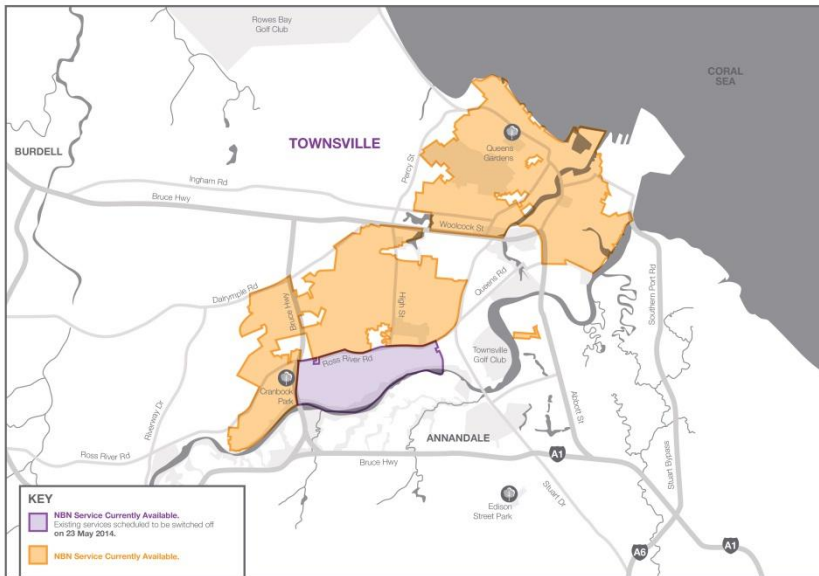 Rowes Bay
Golf Club
CORAL
SEA
BURDELL
TOWNSVILLE
Queens
Gardens
Percy St
Ingham Rd
Bruce Hwy
Woolcock St
Dalrymple Rd
Bruce Hwy
High St
Queens Rd
Southern Port Rd
Ross River Rd
Townsville
Golf Club
Cranbrook
Park
Riverway Dr
Abbott St
ANNANDALE
Ross River Rd
Bruce Hwy
A1
Stuart Dr
Stuart Bypass
Edison
Street Park
A6
A1
KEY
NBN Service Currently Available.
Existing services scheduled to be switched off
on 23 May 2014.
NBN Service Currently Available.